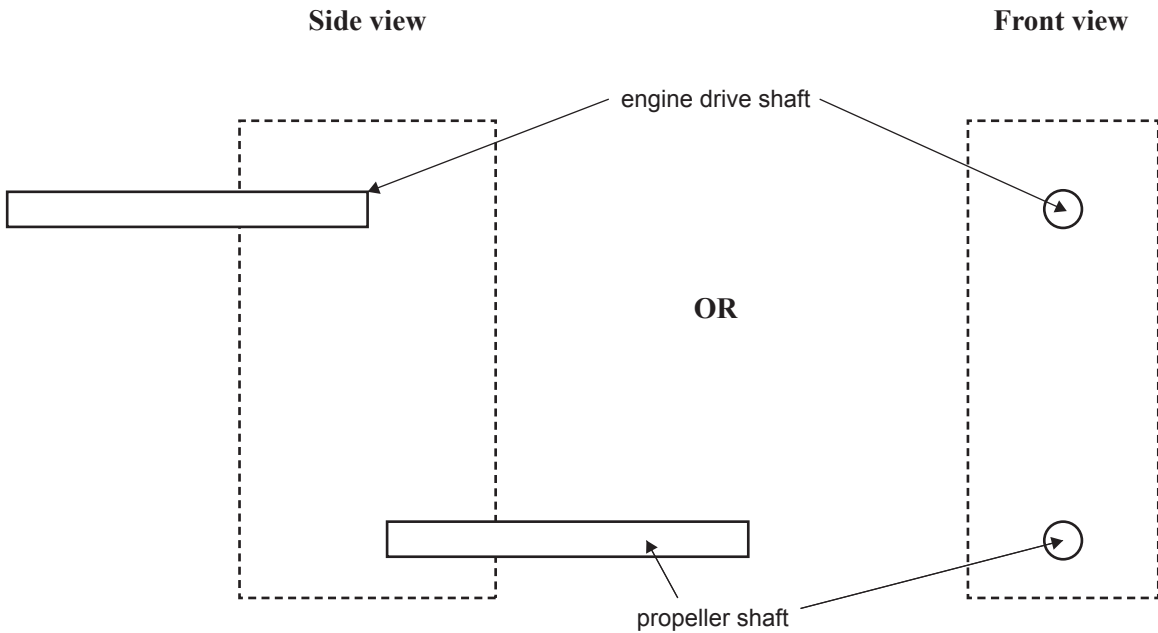 Side view
Front view
engine drive shaft
OR
propeller shaft